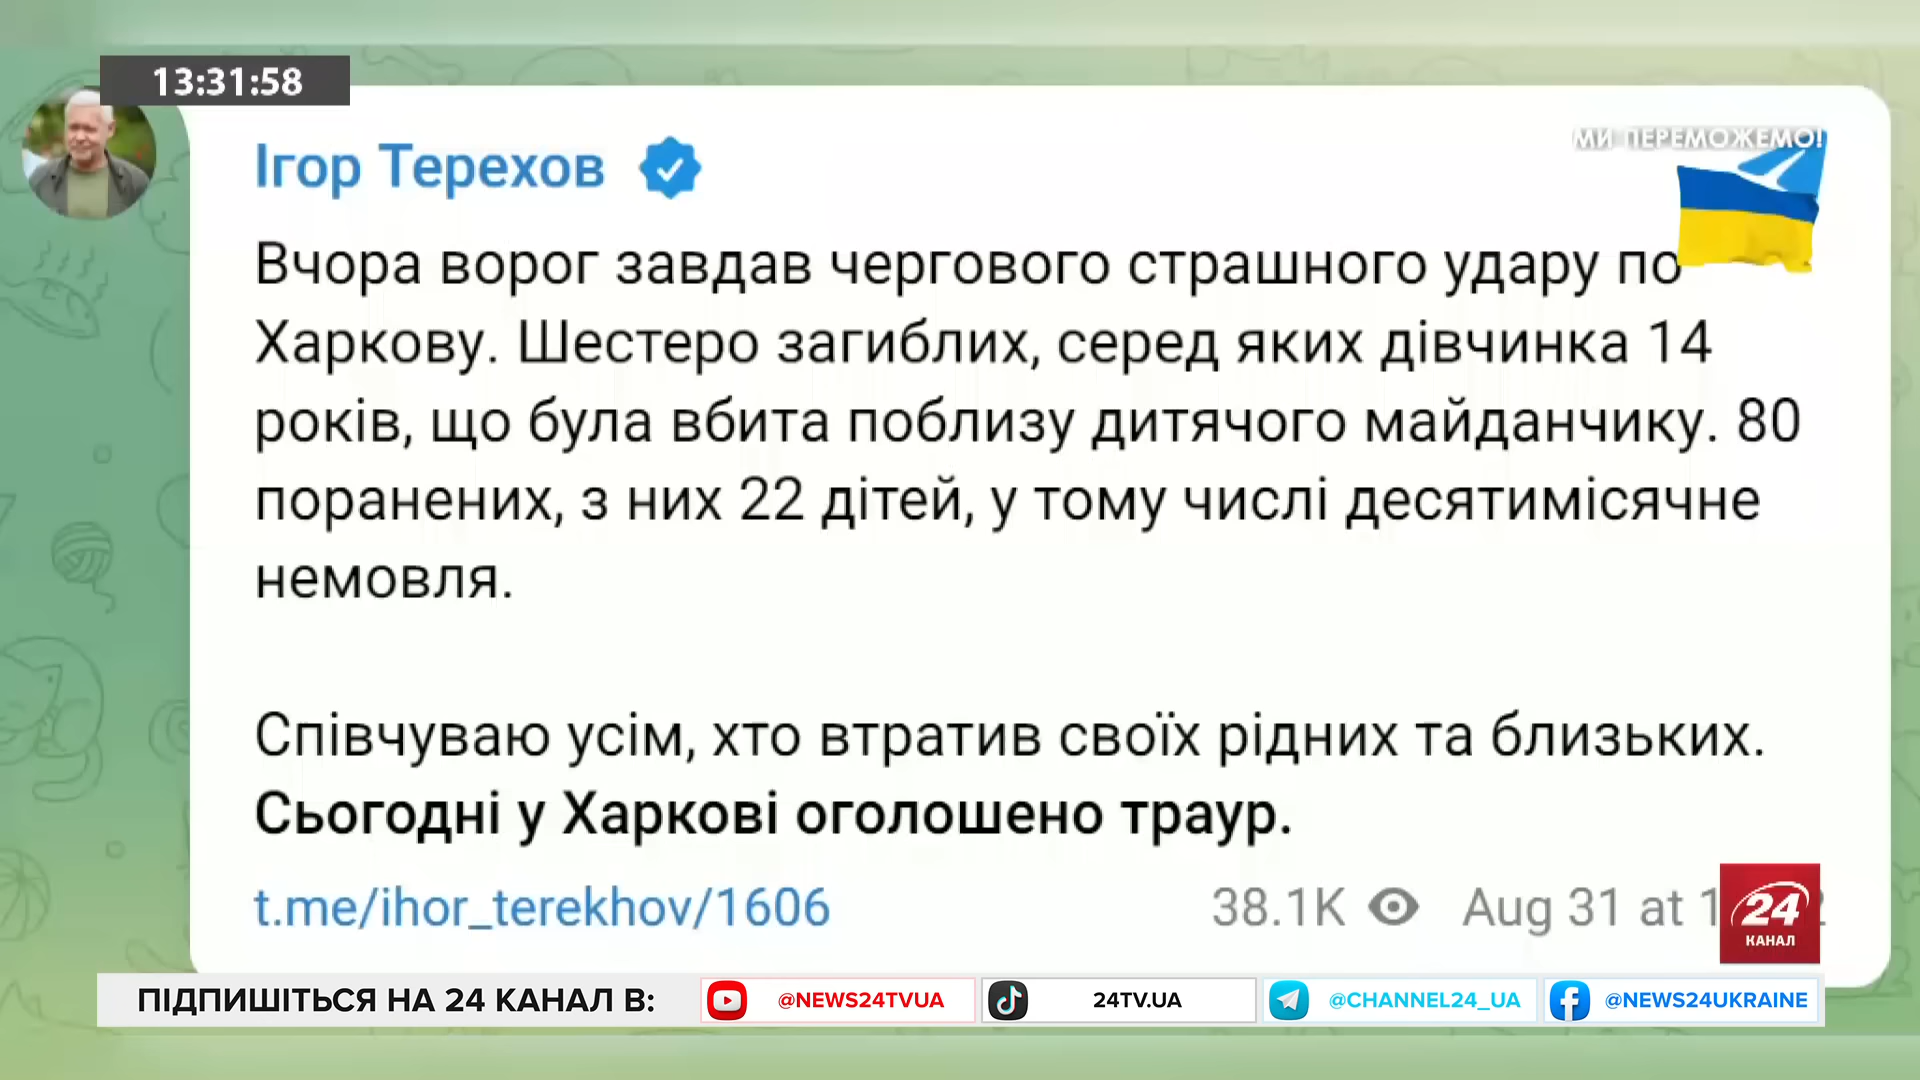 13:31:58
Ігор Терехов
МИ ПЕРЕМОЖЕМО!
Вчора ворог завдав чергового страшного удару по
Харкову. Шестеро загиблих, серед яких дівчинка 14
років, що була вбита поблизу дитячого майданчику. 80
поранених, з них 22 дітей, у тому числі десятимісячне
немовля.
Співчуваю усім, хто втратив своїх рідних та близьких.
Сьогодні у Харкові оголошено траур.
t.me/ihor_terekhov/1606
38.1K Aug 31 at
24
КАНАЛ
ПІДПИШІТЬСЯ НА 24 КАНАЛ В: @NEWS24TVUA 24TV.UA @CHANNEL24_UA @NEWS24UKRAINE